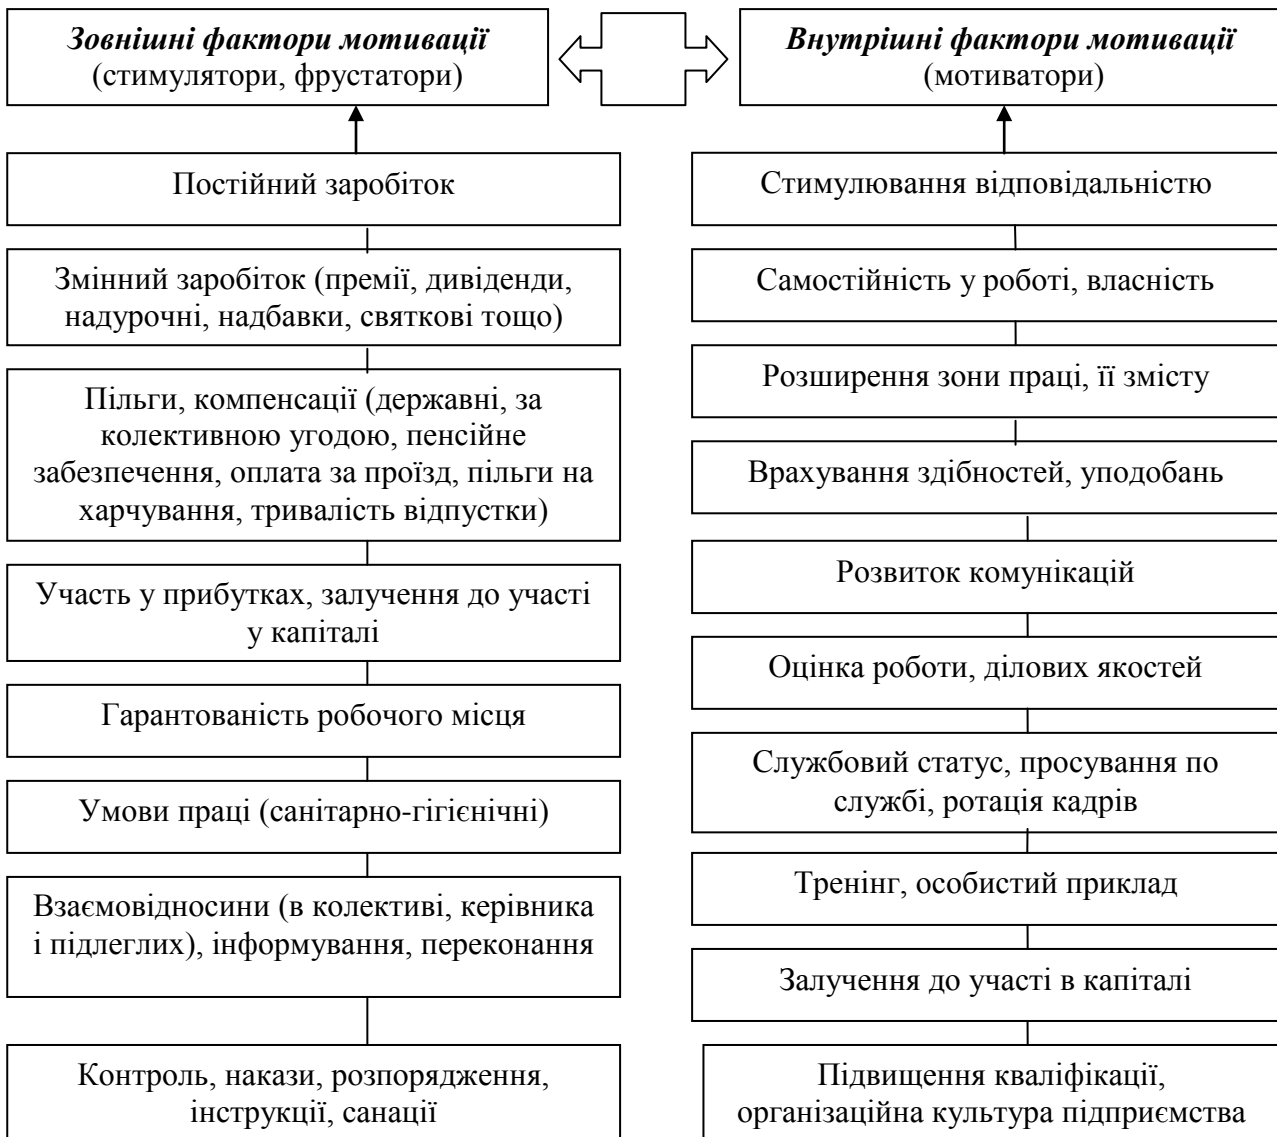 Зовнішні фактори мотивації
(стимулятори, фрустатори)
Постійний заробіток
Змінний заробіток (премії, дивіденди,
надурочні, надбавки, святкові тощо)
Пільги, компенсації (державні, за
колективною угодою, пенсійне
забезпечення, оплата за проїзд, пільги на
харчування, тривалість відпустки)
Участь у прибутках, залучення до участі
у капіталі
Гарантованість робочого місця
Умови праці (санітарно-гігієнічні)
Взаємовідносини (в колективі, керівника
і підлеглих), інформування, переконання
Контроль, накази, розпорядження,
інструкції, санації
Внутрішні фактори мотивації
(мотиватори)
Стимулювання відповідальністю
Самостійність у роботі, власність
Розширення зони праці, її змісту
Врахування здібностей, уподобань
Розвиток комунікацій
Оцінка роботи, ділових якостей
Службовий статус, просування по
службі, ротація кадрів
Тренінг, особистий приклад
Залучення до участі в капіталі
Підвищення кваліфікації,
організаційна культура підприємства